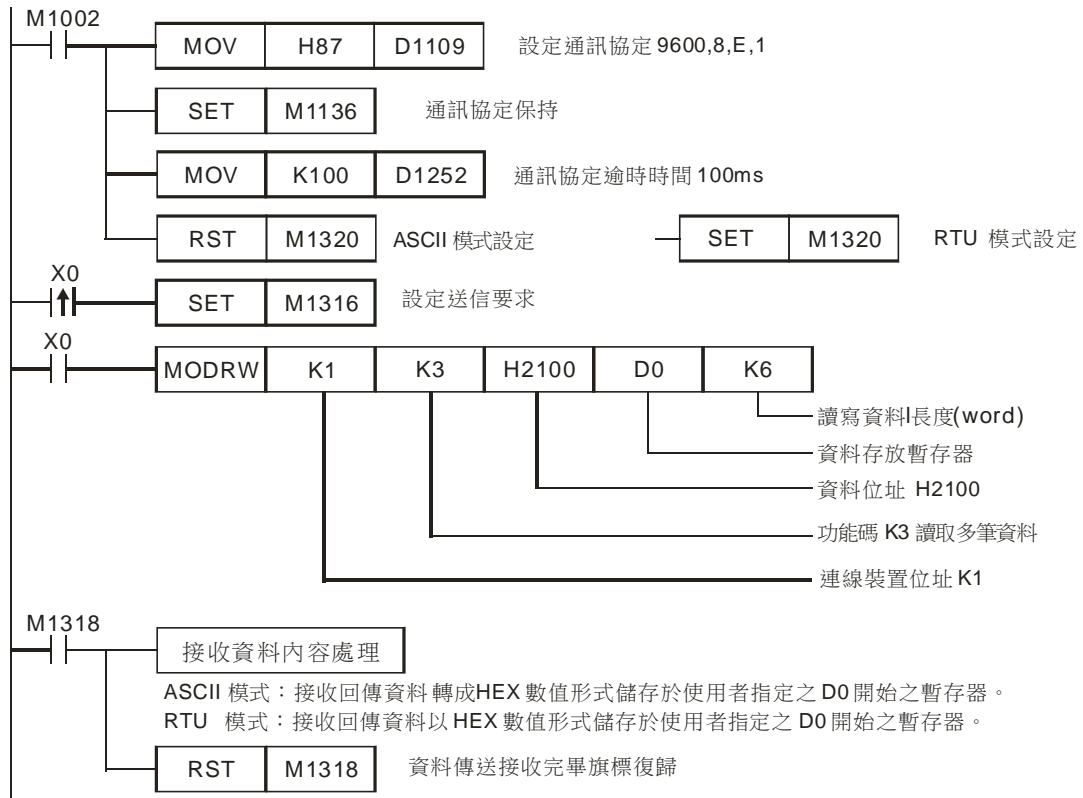 M1002
MOV H87 D1109 設定通訊協定 9600,8,E,1
SET M1136 通訊協定保持
MOV K100 D1252 通訊協定逾時時間 100ms
RST M1320 ASCII 模式設定 SET M1320 RTU 模式設定
X0
SET M1316 設定送信要求
X0
MODRW K1 K3 H2100 D0 K6
讀寫資料l長度(word)
資料存放暫存器
資料位址 H2100
功能碼 K3 讀取多筆資料
連線裝置位址 K1
M1318
接收資料內容處理
ASCII 模式：接收回傳資料 轉成HEX 數值形式儲存於使用者指定之 D0 開始之暫存器。
RTU 模式：接收回傳資料以 HEX 數值形式儲存於使用者指定之 D0 開始之暫存器。
RST M1318 資料傳送接收完畢旗標復歸